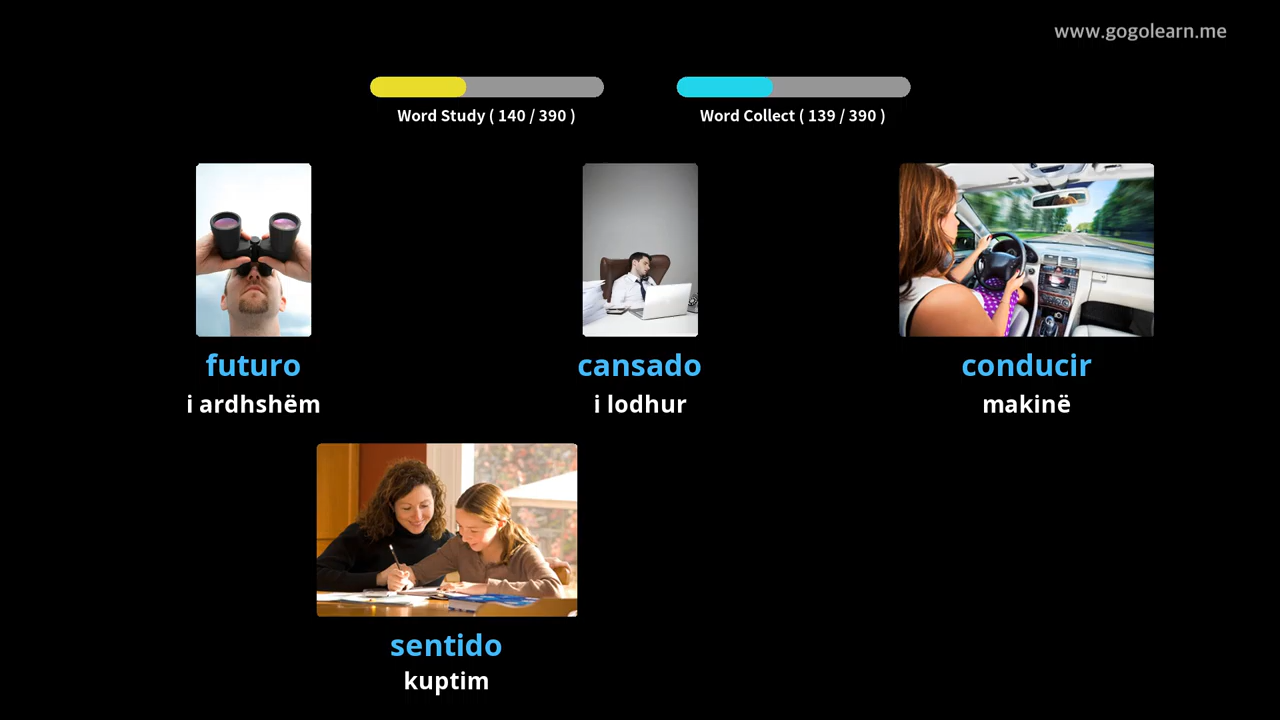 www.gogolearn.me
Word Study ( 140 / 390 )
Word Collect ( 139 / 390 )
futuro
i ardhshëm
cansado
i lodhur
conducir
makinë
sentido
kuptim